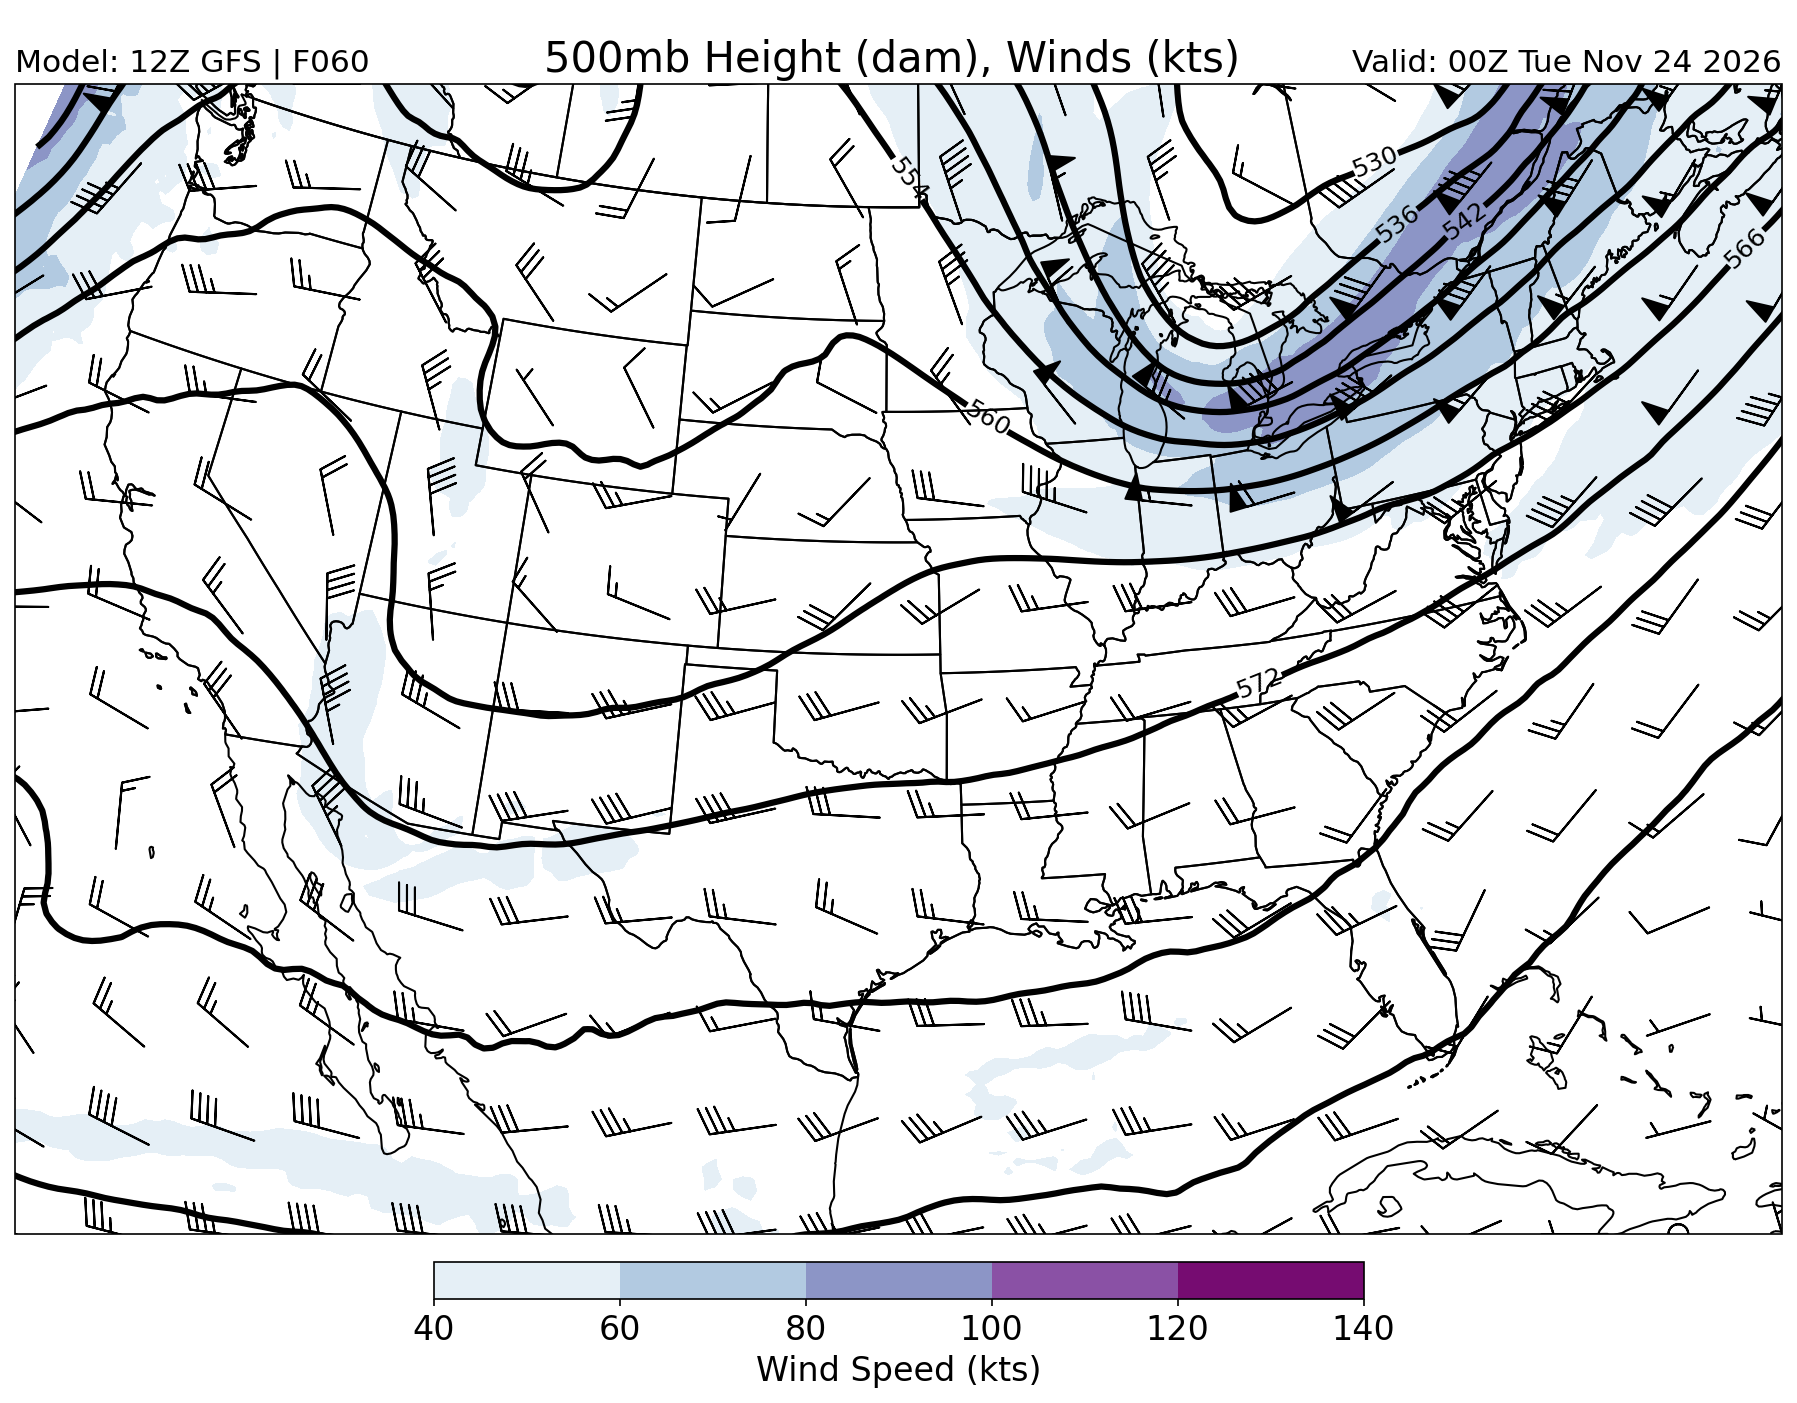 Model: 12Z GFS | F060
500mb Height (dam), Winds (kts)
Valid: 00Z Tue Nov 24 2026
554
530
536
542
566
560
572
40 60 80 100 120 140
Wind Speed (kts)